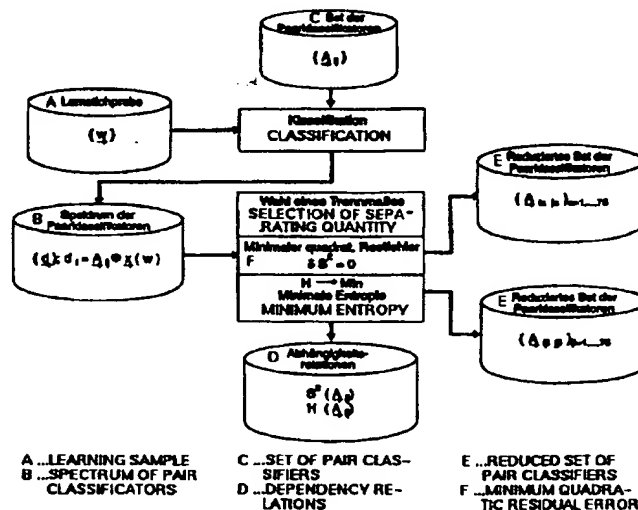 C Set der
Paarklassifikatoren
A Lernstichprobe
{w}
Klassifikation
CLASSIFICATION
E Reduziertes Set der
Paarklassifikatoren
B Spektrum der
Paarklassifikatoren
Wahl eines Trennmaßes
SELECTION OF SEPA-
RATING QUANTITY
Minimaler quadrat. Restfehler
F δS² = 0
H → Min
Minimale Entropie
MINIMUM ENTROPY
E Reduziertes Set der
Paarklassifikatoren
D Abhängigkeits-
relationen
A ...LEARNING SAMPLE
B ...SPECTRUM OF PAIR
CLASSIFICATORS
C ...SET OF PAIR CLAS-
SIFIERS
D ...DEPENDENCY RE-
LATIONS
E ...REDUCED SET OF
PAIR CLASSIFIERS
F ...MINIMUM QUADRA-
TIC RESIDUAL ERROR